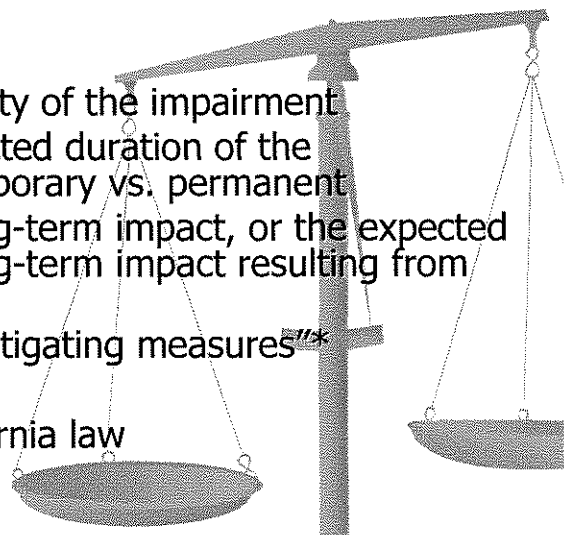 ty of the impairment
ted duration of the
porary vs. permanent
g-term impact, or the expected
g-term impact resulting from
tigating measures"*
rnia law